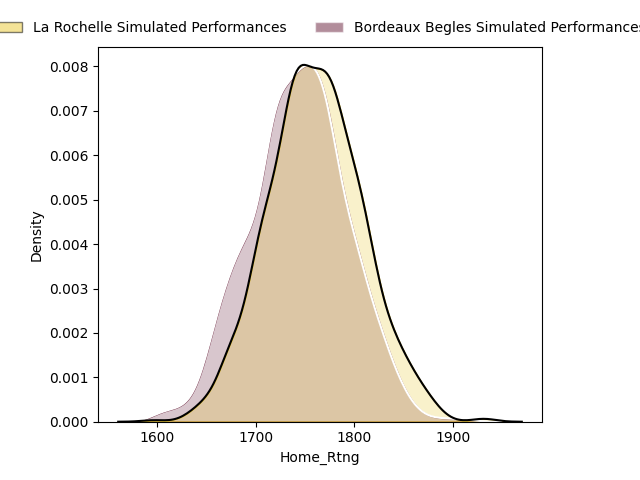 La Rochelle Simulated Performances
Bordeaux Begles Simulated Performances
0.008
0.007
0.006
0.005
0.004
0.003
0.002
0.001
0.000
Density
1600 1700 1800 1900
Home_Rtng